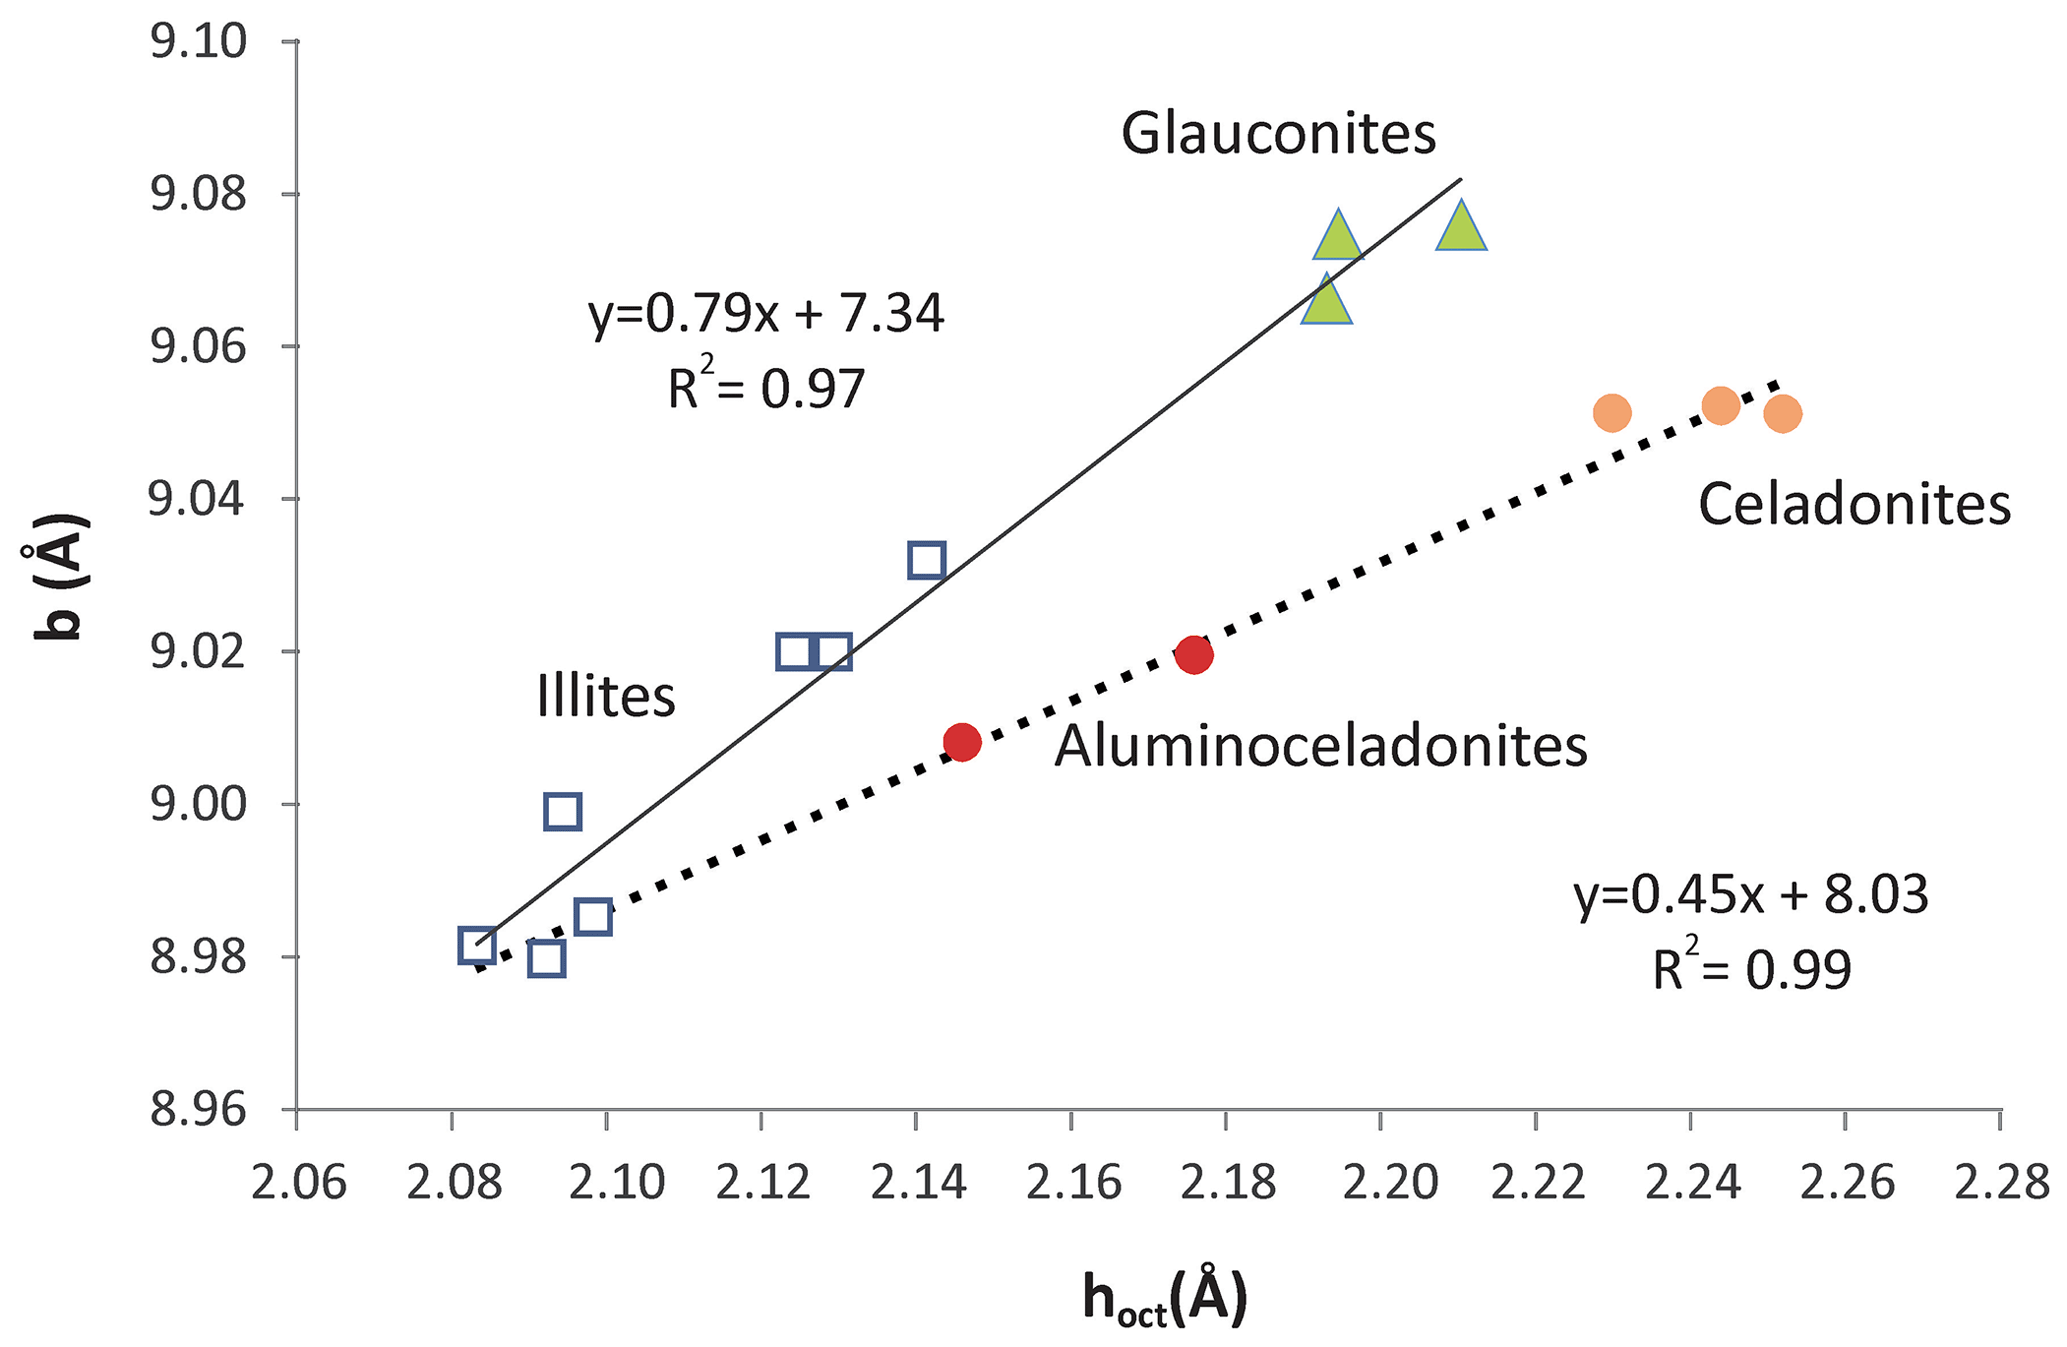 9.10
Glauconites
9.08
y=0.79x + 7.34
R²= 0.97
9.06
9.04
Celadonites
b (Å)
9.02
Illites
Aluminoceladonites
9.00
y=0.45x + 8.03
R²= 0.99
8.98
8.96
2.06 2.08 2.10 2.12 2.14 2.16 2.18 2.20 2.22 2.24 2.26 2.28
hoct(Å)